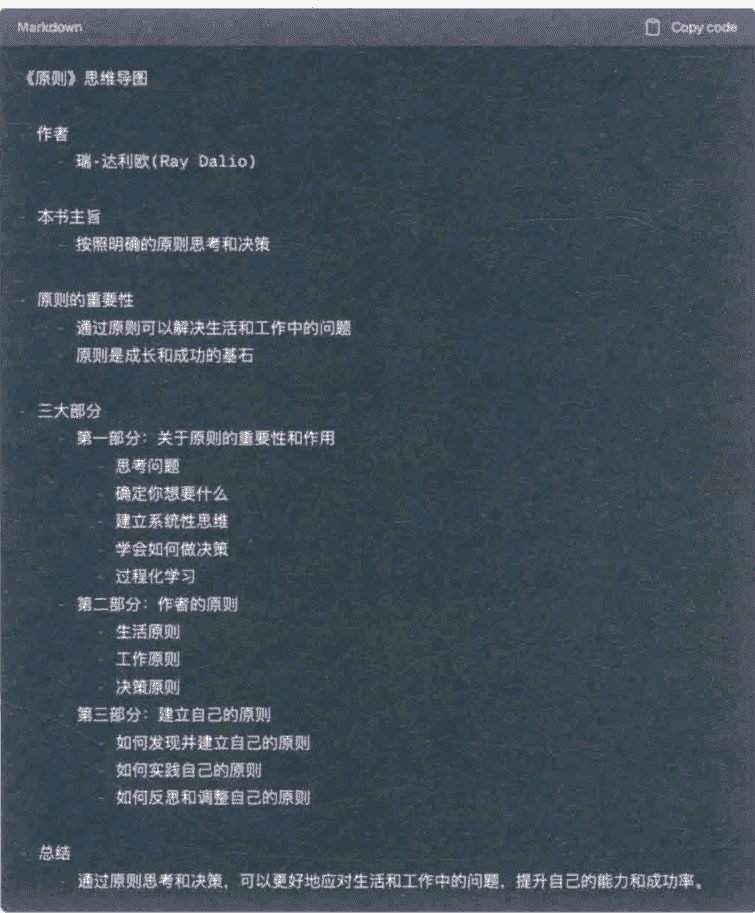 Markdown
Copy code
《原则》思维导图
- 作者
- 瑞·达利欧(Ray Dalio)
- 本书主旨
- 按照明确的原则思考和决策
- 原则的重要性
- 通过原则可以解决生活和工作中的问题
- 原则是成长和成功的基石
- 三大部分
- 第一部分：关于原则的重要性和作用
- 思考问题
- 确定你想要什么
- 建立系统性思维
- 学会如何做决策
- 过程化学习
- 第二部分：作者的原则
- 生活原则
- 工作原则
- 决策原则
- 第三部分：建立自己的原则
- 如何发现并建立自己的原则
- 如何实践自己的原则
- 如何反思和调整自己的原则
- 总结
- 通过原则思考和决策，可以更好地应对生活和工作中的问题，提升自己的能力和成功率。